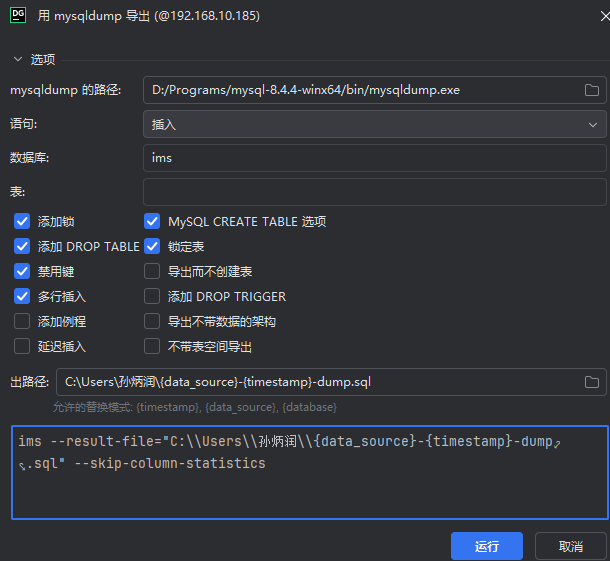 DG 用 mysqldump 导出 (@192.168.10.185)
选项
mysqldump 的路径: D:/Programs/mysql-8.4.4-winx64/bin/mysqldump.exe
语句: 插入
数据库: ims
表:
添加锁 MySQL CREATE TABLE 选项
添加 DROP TABLE 锁定表
禁用键 导出而不创建表
多行插入 添加 DROP TRIGGER
添加例程 导出不带数据的架构
延迟插入 不带表空间导出
出路径: C:\Users\孙炳润\{data_source}-{timestamp}-dump.sql
允许的替换模式: {timestamp}, {data_source}, {database}
ims --result-file="C:\\Users\\孙炳润\\{data_source}-{timestamp}-dump
.sql" --skip-column-statistics
运行 取消